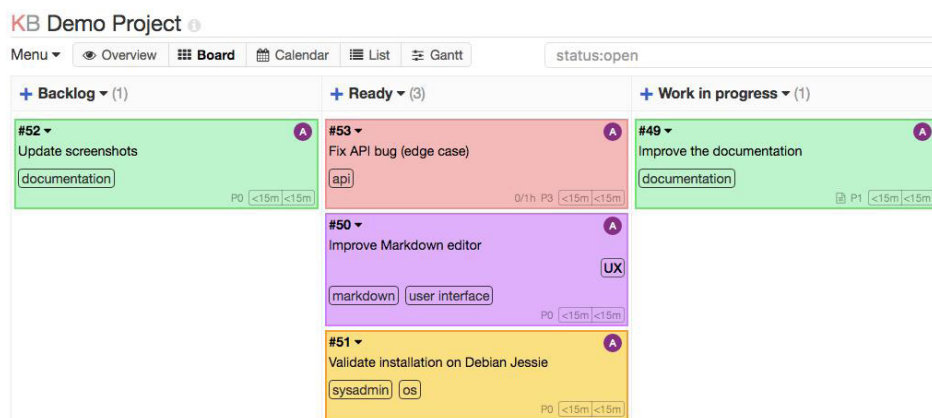 KB Demo Project
Menu Overview Board Calendar List Gantt status:open
+ Backlog (1)
#52 A
Update screenshots
documentation
P0 <15m <15m
+ Ready (3)
#53 A
Fix API bug (edge case)
api
0/1h P3 <15m <15m
#50 A
Improve Markdown editor
UX
markdown user interface
P0 <15m <15m
#51 A
Validate installation on Debian Jessie
sysadmin os
P0 <15m <15m
+ Work in progress (1)
#49 A
Improve the documentation
documentation
P1 <15m <15m